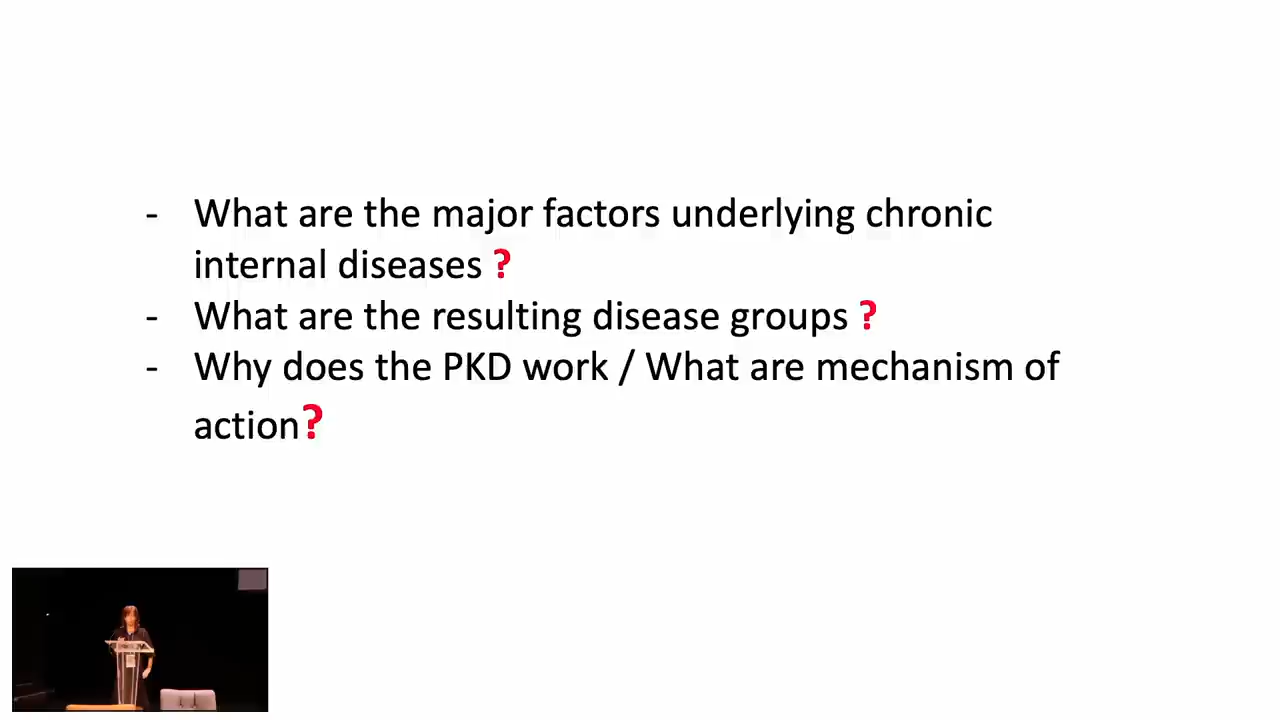 - What are the major factors underlying chronic
internal diseases ?
- What are the resulting disease groups ?
- Why does the PKD work / What are mechanism of
action?